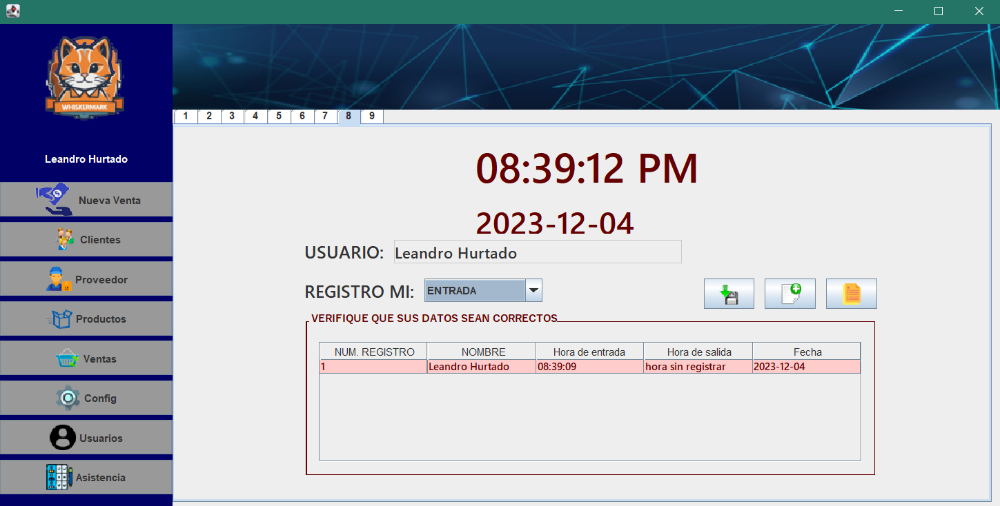 WHISKERMARK
Leandro Hurtado
Nueva Venta
Clientes
Proveedor
Productos
Ventas
Config
Usuarios
Asistencia
1 2 3 4 5 6 7 8 9
08:39:12 PM
2023-12-04
USUARIO: Leandro Hurtado
REGISTRO MI: ENTRADA
VERIFIQUE QUE SUS DATOS SEAN CORRECTOS
NUM. REGISTRO NOMBRE Hora de entrada Hora de salida Fecha
1 Leandro Hurtado 08:39:09 hora sin registrar 2023-12-04